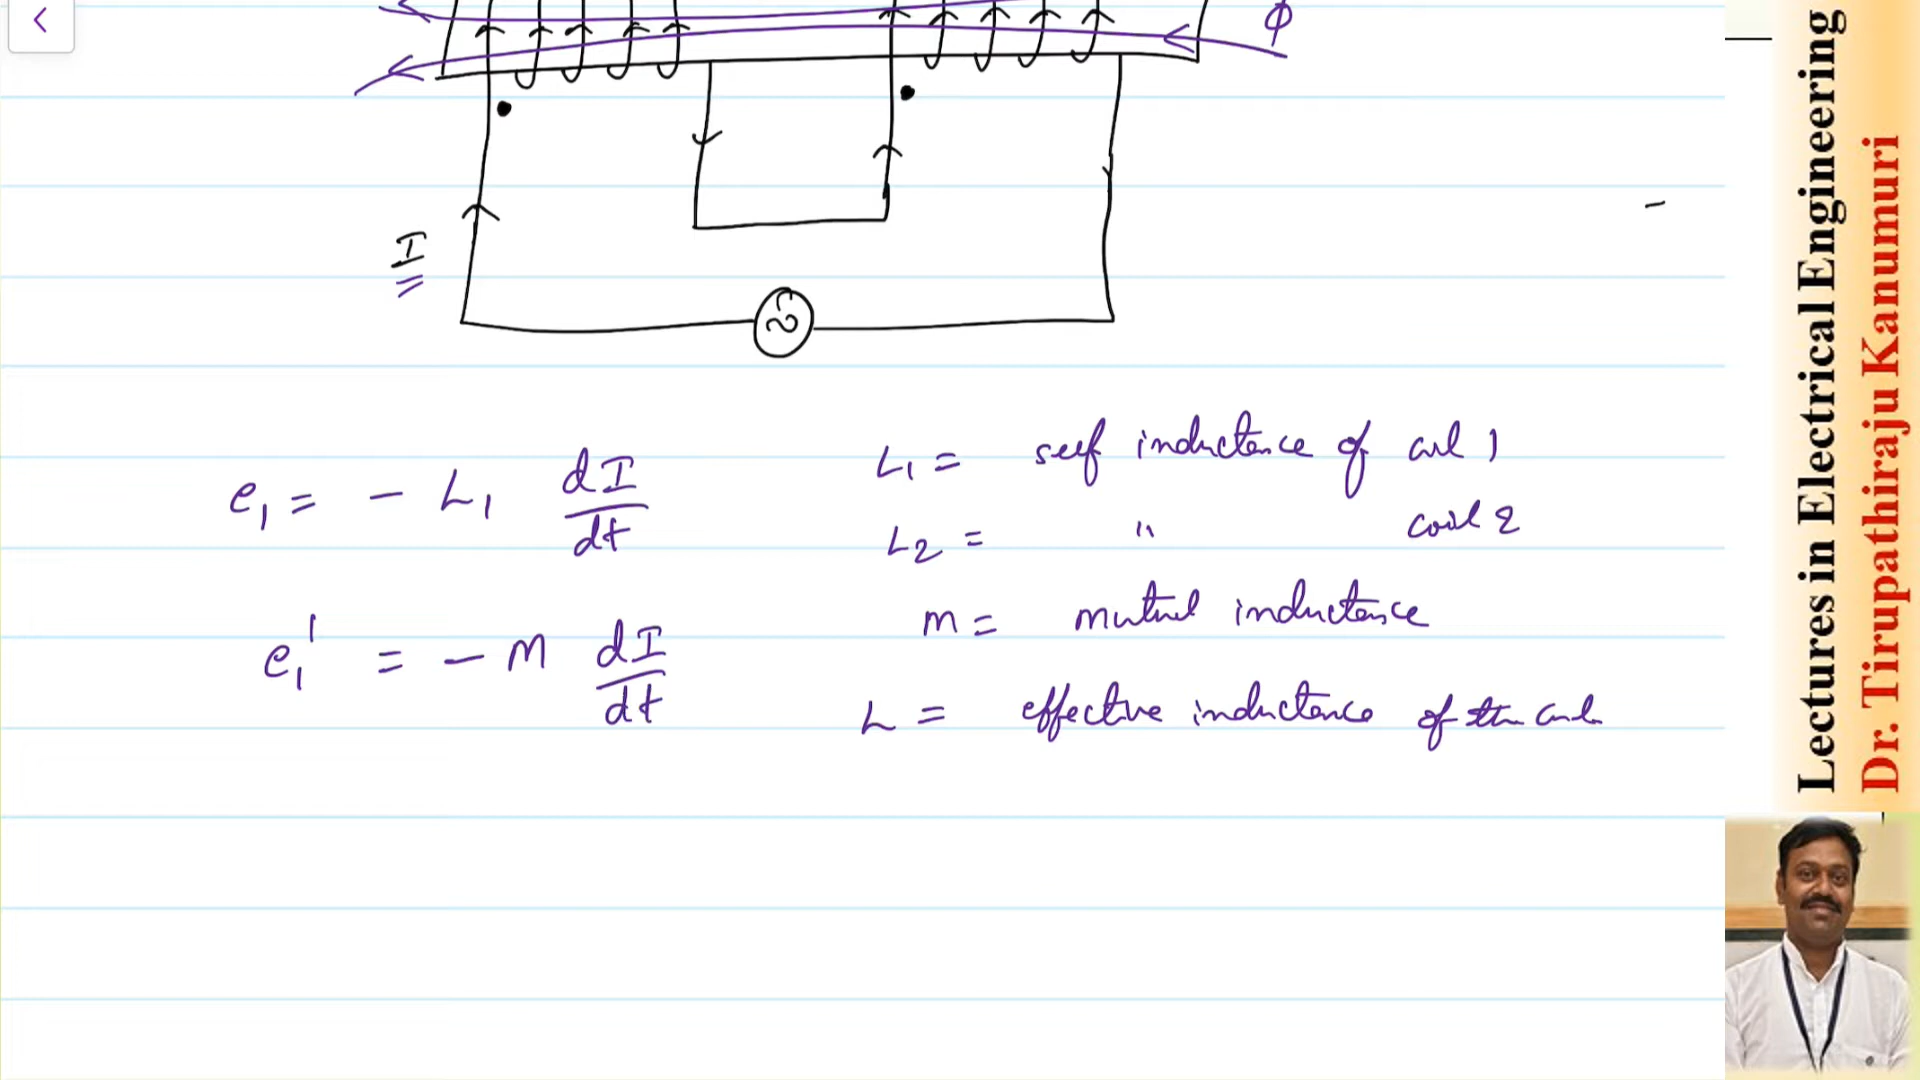 ϕ
I
e₁ = - L₁ dI/dt
L₁ = self inductance of coil 1
L₂ = " coil 2
e₁' = - M dI/dt
M = mutual inductance
L = effective inductance of the
Lectures in Electrical Engineering
Dr. Tirupathiraju Kanumuri